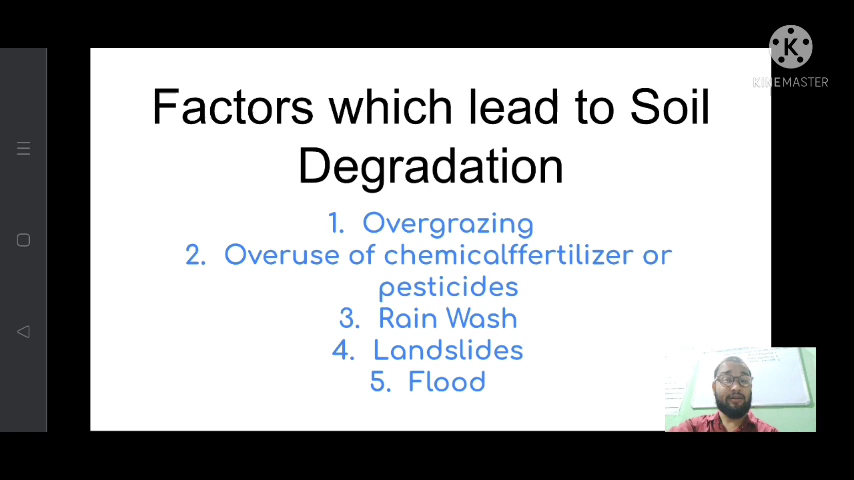 KINEMASTER
Factors which lead to Soil
Degradation
1. Overgrazing
2. Overuse of chemicalffertilizer or
pesticides
3. Rain Wash
4. Landslides
5. Flood